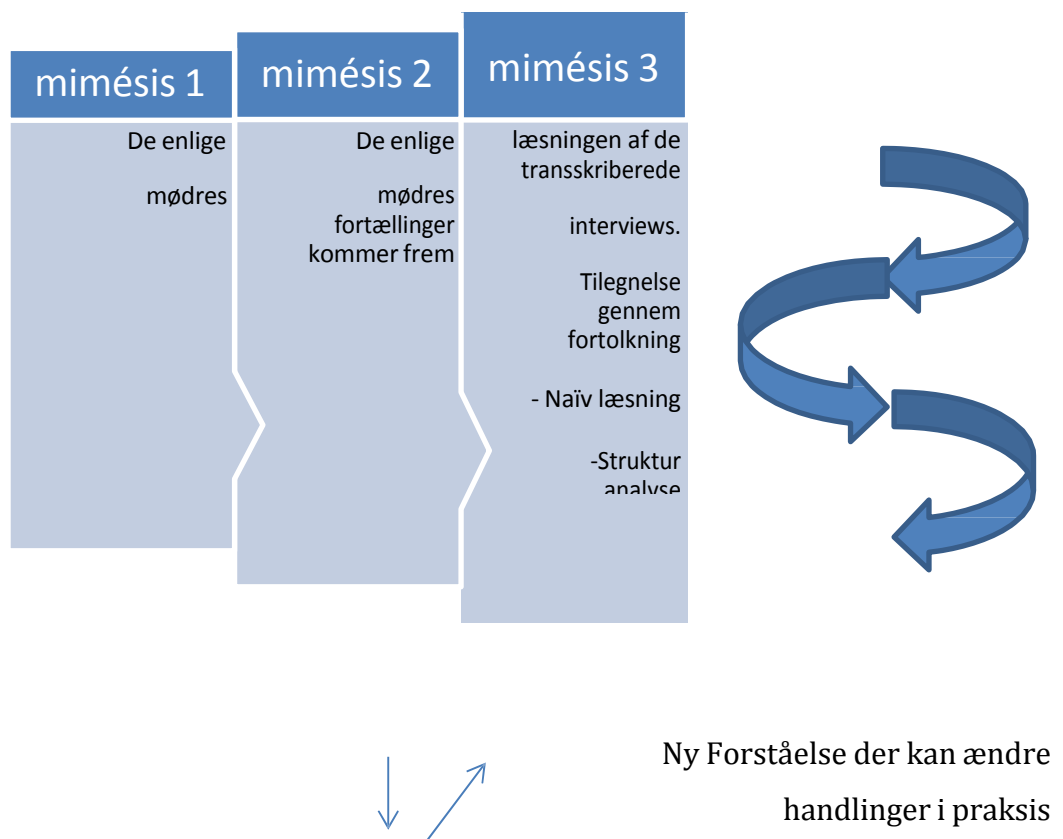 mimésis 1
De enlige
mødres
mimésis 2
De enlige
mødres
fortællinger
kommer frem
mimésis 3
læsningen af de
transskriberede
interviews.
Tilegnelse
gennem
fortolkning
- Naïv læsning
-Struktur
analyse
Ny Forståelse der kan ændre
handlinger i praksis